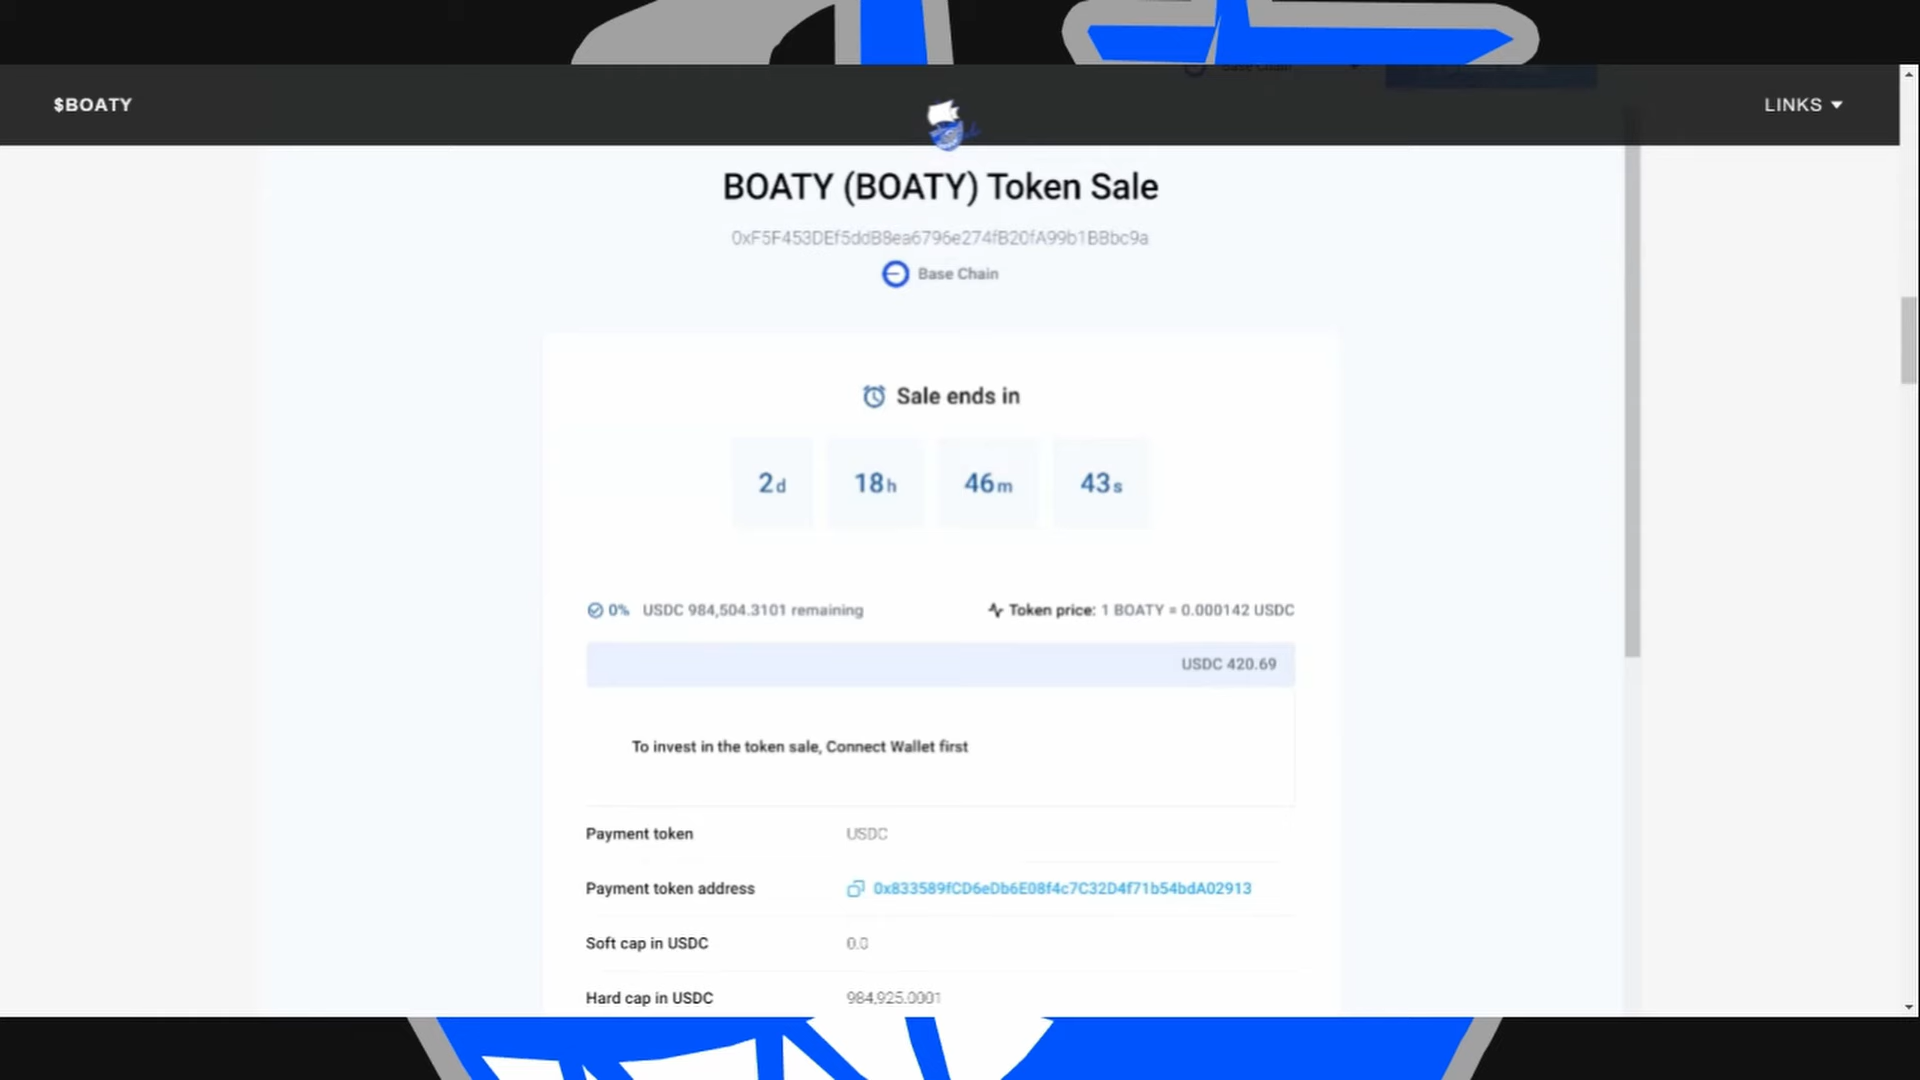 $BOATY
LINKS
BOATY (BOATY) Token Sale
0xF5F453DEf5ddB8ea6796e274fB20fA99b1BBbc9a
Base Chain
Sale ends in
2d 18h 46m 43s
0% USDC 984,504.3101 remaining
Token price: 1 BOATY = 0.000142 USDC
USDC 420.69
To invest in the token sale, Connect Wallet first
Payment token USDC
Payment token address 0x833589fCD6eDb6E08f4c7C32D4f71b54bdA02913
Soft cap in USDC 0.0
Hard cap in USDC 984,925.0001